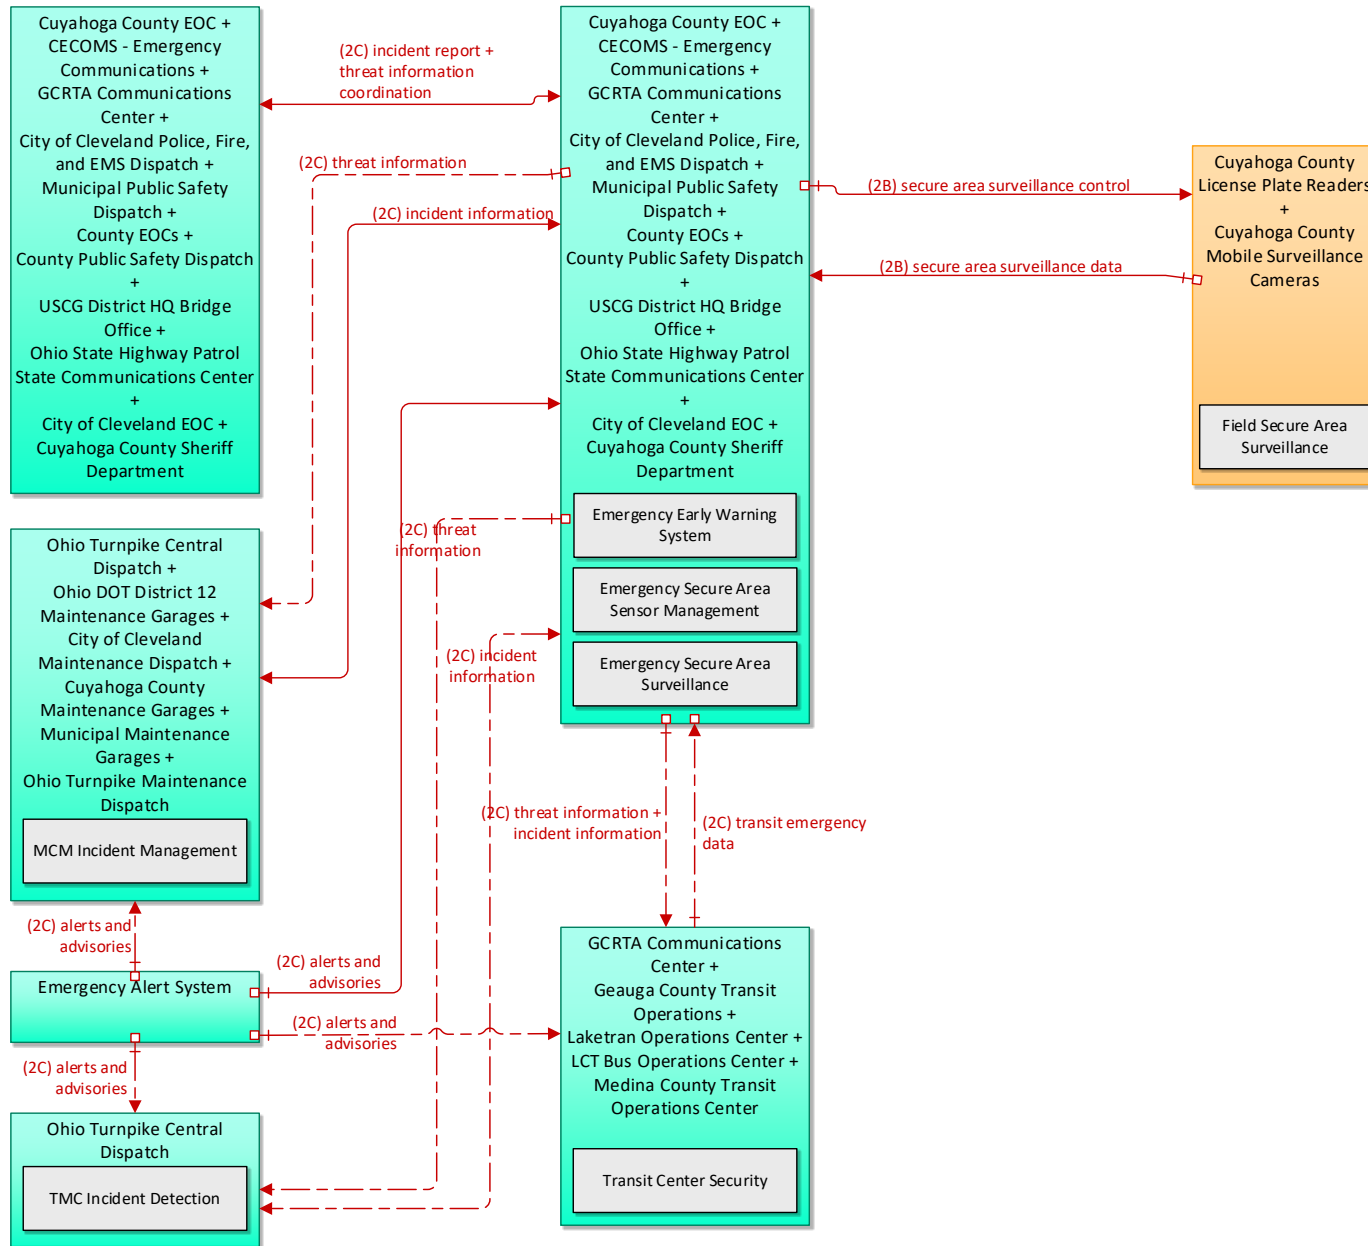 Cuyahoga County EOC +
CECOMS - Emergency
Communications +
GCRTA Communications
Center +
City of Cleveland Police, Fire,
and EMS Dispatch +
Municipal Public Safety
Dispatch +
County EOCs +
County Public Safety Dispatch
+
USCG District HQ Bridge
Office +
Ohio State Highway Patrol
State Communications Center
+
City of Cleveland EOC +
Cuyahoga County Sheriff
Department
(2C) incident report +
threat information
coordination
(2C) threat information
(2C) incident information
Cuyahoga County EOC +
CECOMS - Emergency
Communications +
GCRTA Communications
Center +
City of Cleveland Police, Fire,
and EMS Dispatch +
Municipal Public Safety
Dispatch +
County EOCs +
County Public Safety Dispatch
+
USCG District HQ Bridge
Office +
Ohio State Highway Patrol
State Communications Center
+
City of Cleveland EOC +
Cuyahoga County Sheriff
Department
Emergency Early Warning
System
Emergency Secure Area
Sensor Management
Emergency Secure Area
Surveillance
(2B) secure area surveillance control
(2B) secure area surveillance data
Cuyahoga County
License Plate Readers
+
Cuyahoga County
Mobile Surveillance
Cameras
Field Secure Area
Surveillance
(2C) threat
information
(2C) incident
information
Ohio Turnpike Central
Dispatch +
Ohio DOT District 12
Maintenance Garages +
City of Cleveland
Maintenance Dispatch +
Cuyahoga County
Maintenance Garages +
Municipal Maintenance
Garages +
Ohio Turnpike Maintenance
Dispatch
MCM Incident Management
(2C) threat information +
incident information
(2C) transit emergency
data
(2C) alerts and
advisories
Emergency Alert System
(2C) alerts and
advisories
(2C) alerts and
advisories
(2C) alerts and
advisories
GCRTA Communications
Center +
Geauga County Transit
Operations +
Laketran Operations Center +
LCT Bus Operations Center +
Medina County Transit
Operations Center
Transit Center Security
Ohio Turnpike Central
Dispatch
TMC Incident Detection